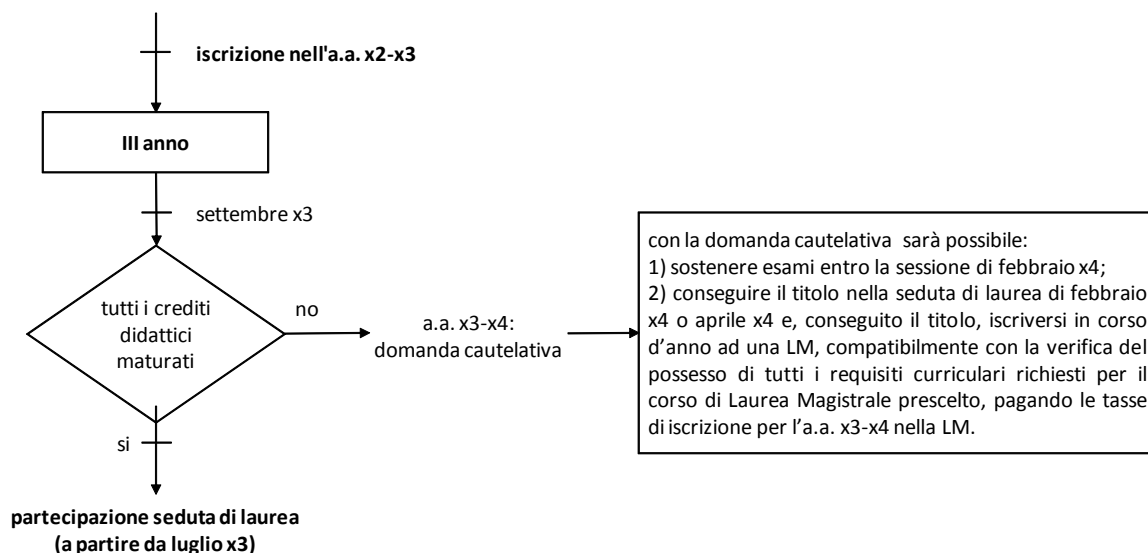 iscrizione nell'a.a. x2-x3
III anno
settembre x3
tutti i crediti
didattici
maturati
no
a.a. x3-x4:
domanda cautelativa
con la domanda cautelativa sarà possibile:
1) sostenere esami entro la sessione di febbraio x4;
2) conseguire il titolo nella seduta di laurea di febbraio
x4 o aprile x4 e, conseguito il titolo, iscriversi in corso
d’anno ad una LM, compatibilmente con la verifica del
possesso di tutti i requisiti curriculari richiesti per il
corso di Laurea Magistrale prescelto, pagando le tasse
di iscrizione per l’a.a. x3-x4 nella LM.
si
partecipazione seduta di laurea
(a partire da luglio x3)